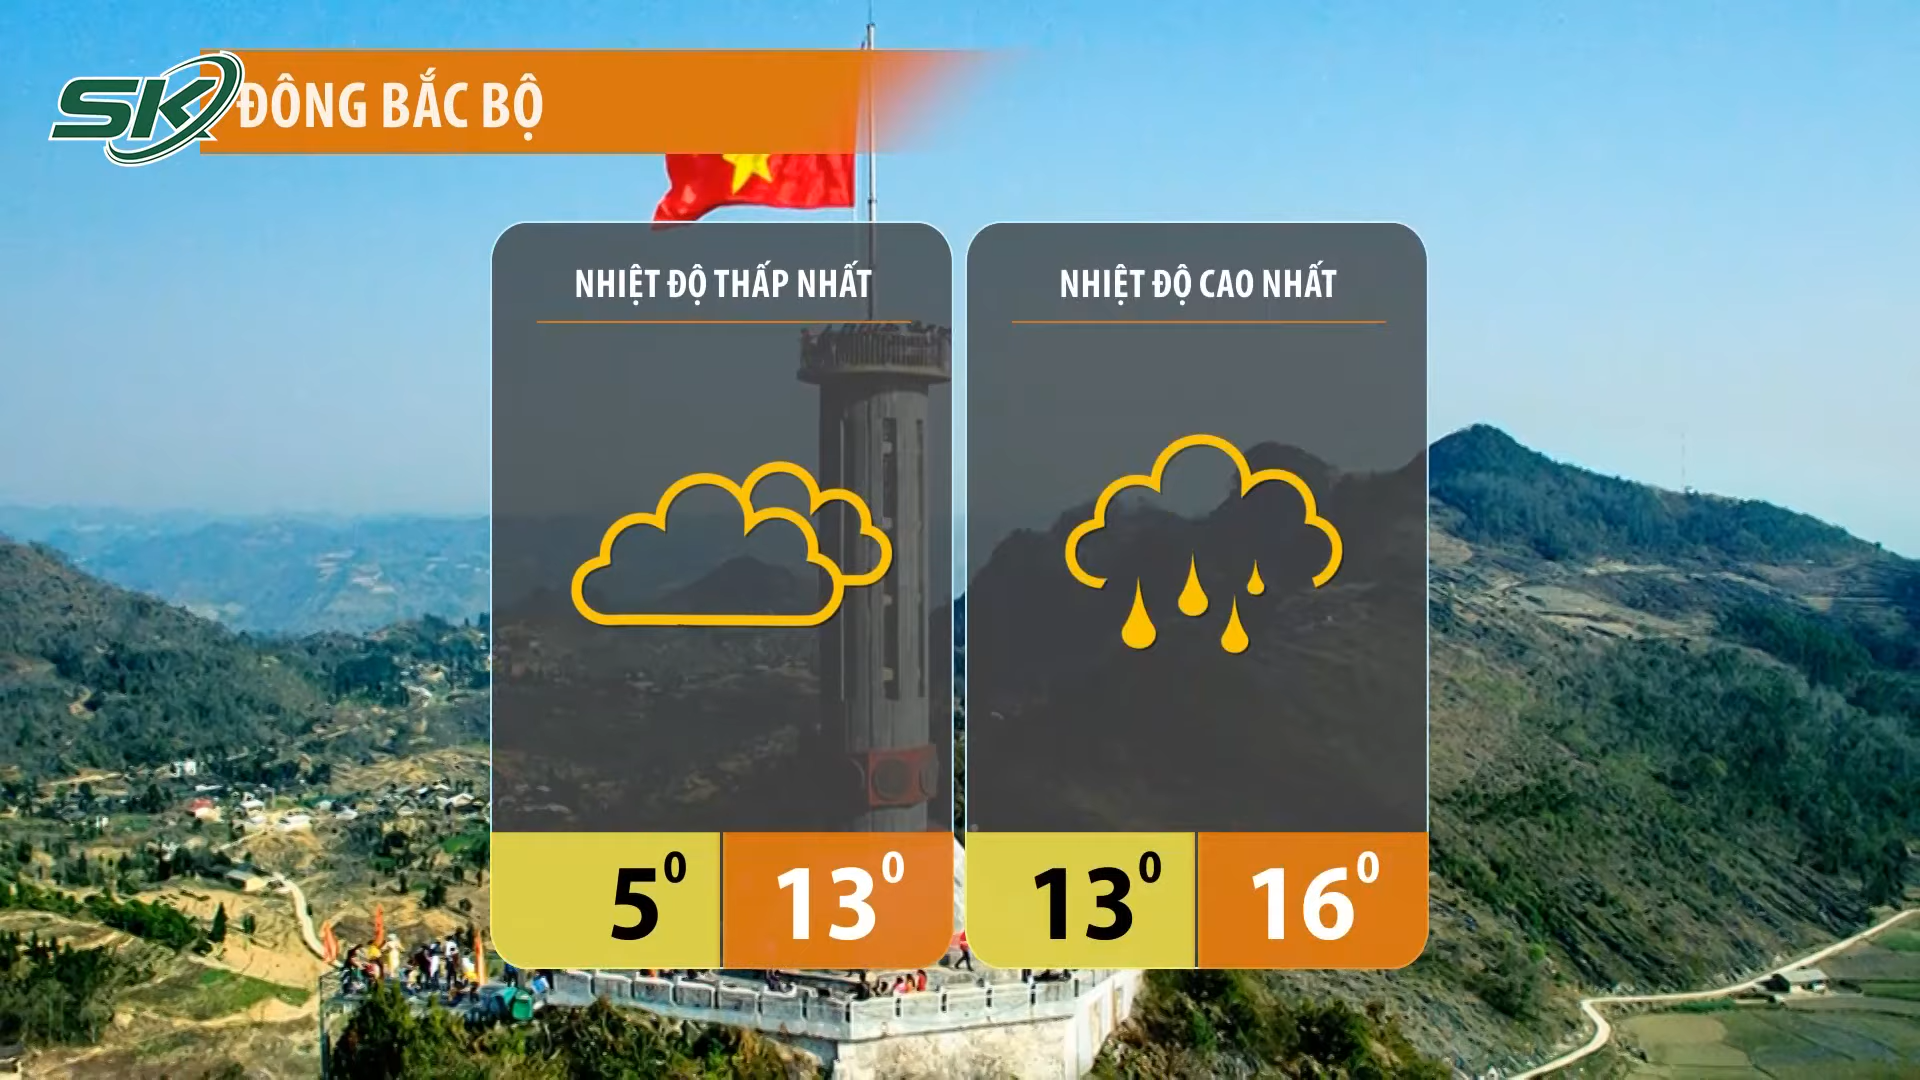 SK
ĐÔNG BẮC BỘ
NHIỆT ĐỘ THẤP NHẤT
5⁰ 13⁰
NHIỆT ĐỘ CAO NHẤT
13⁰ 16⁰